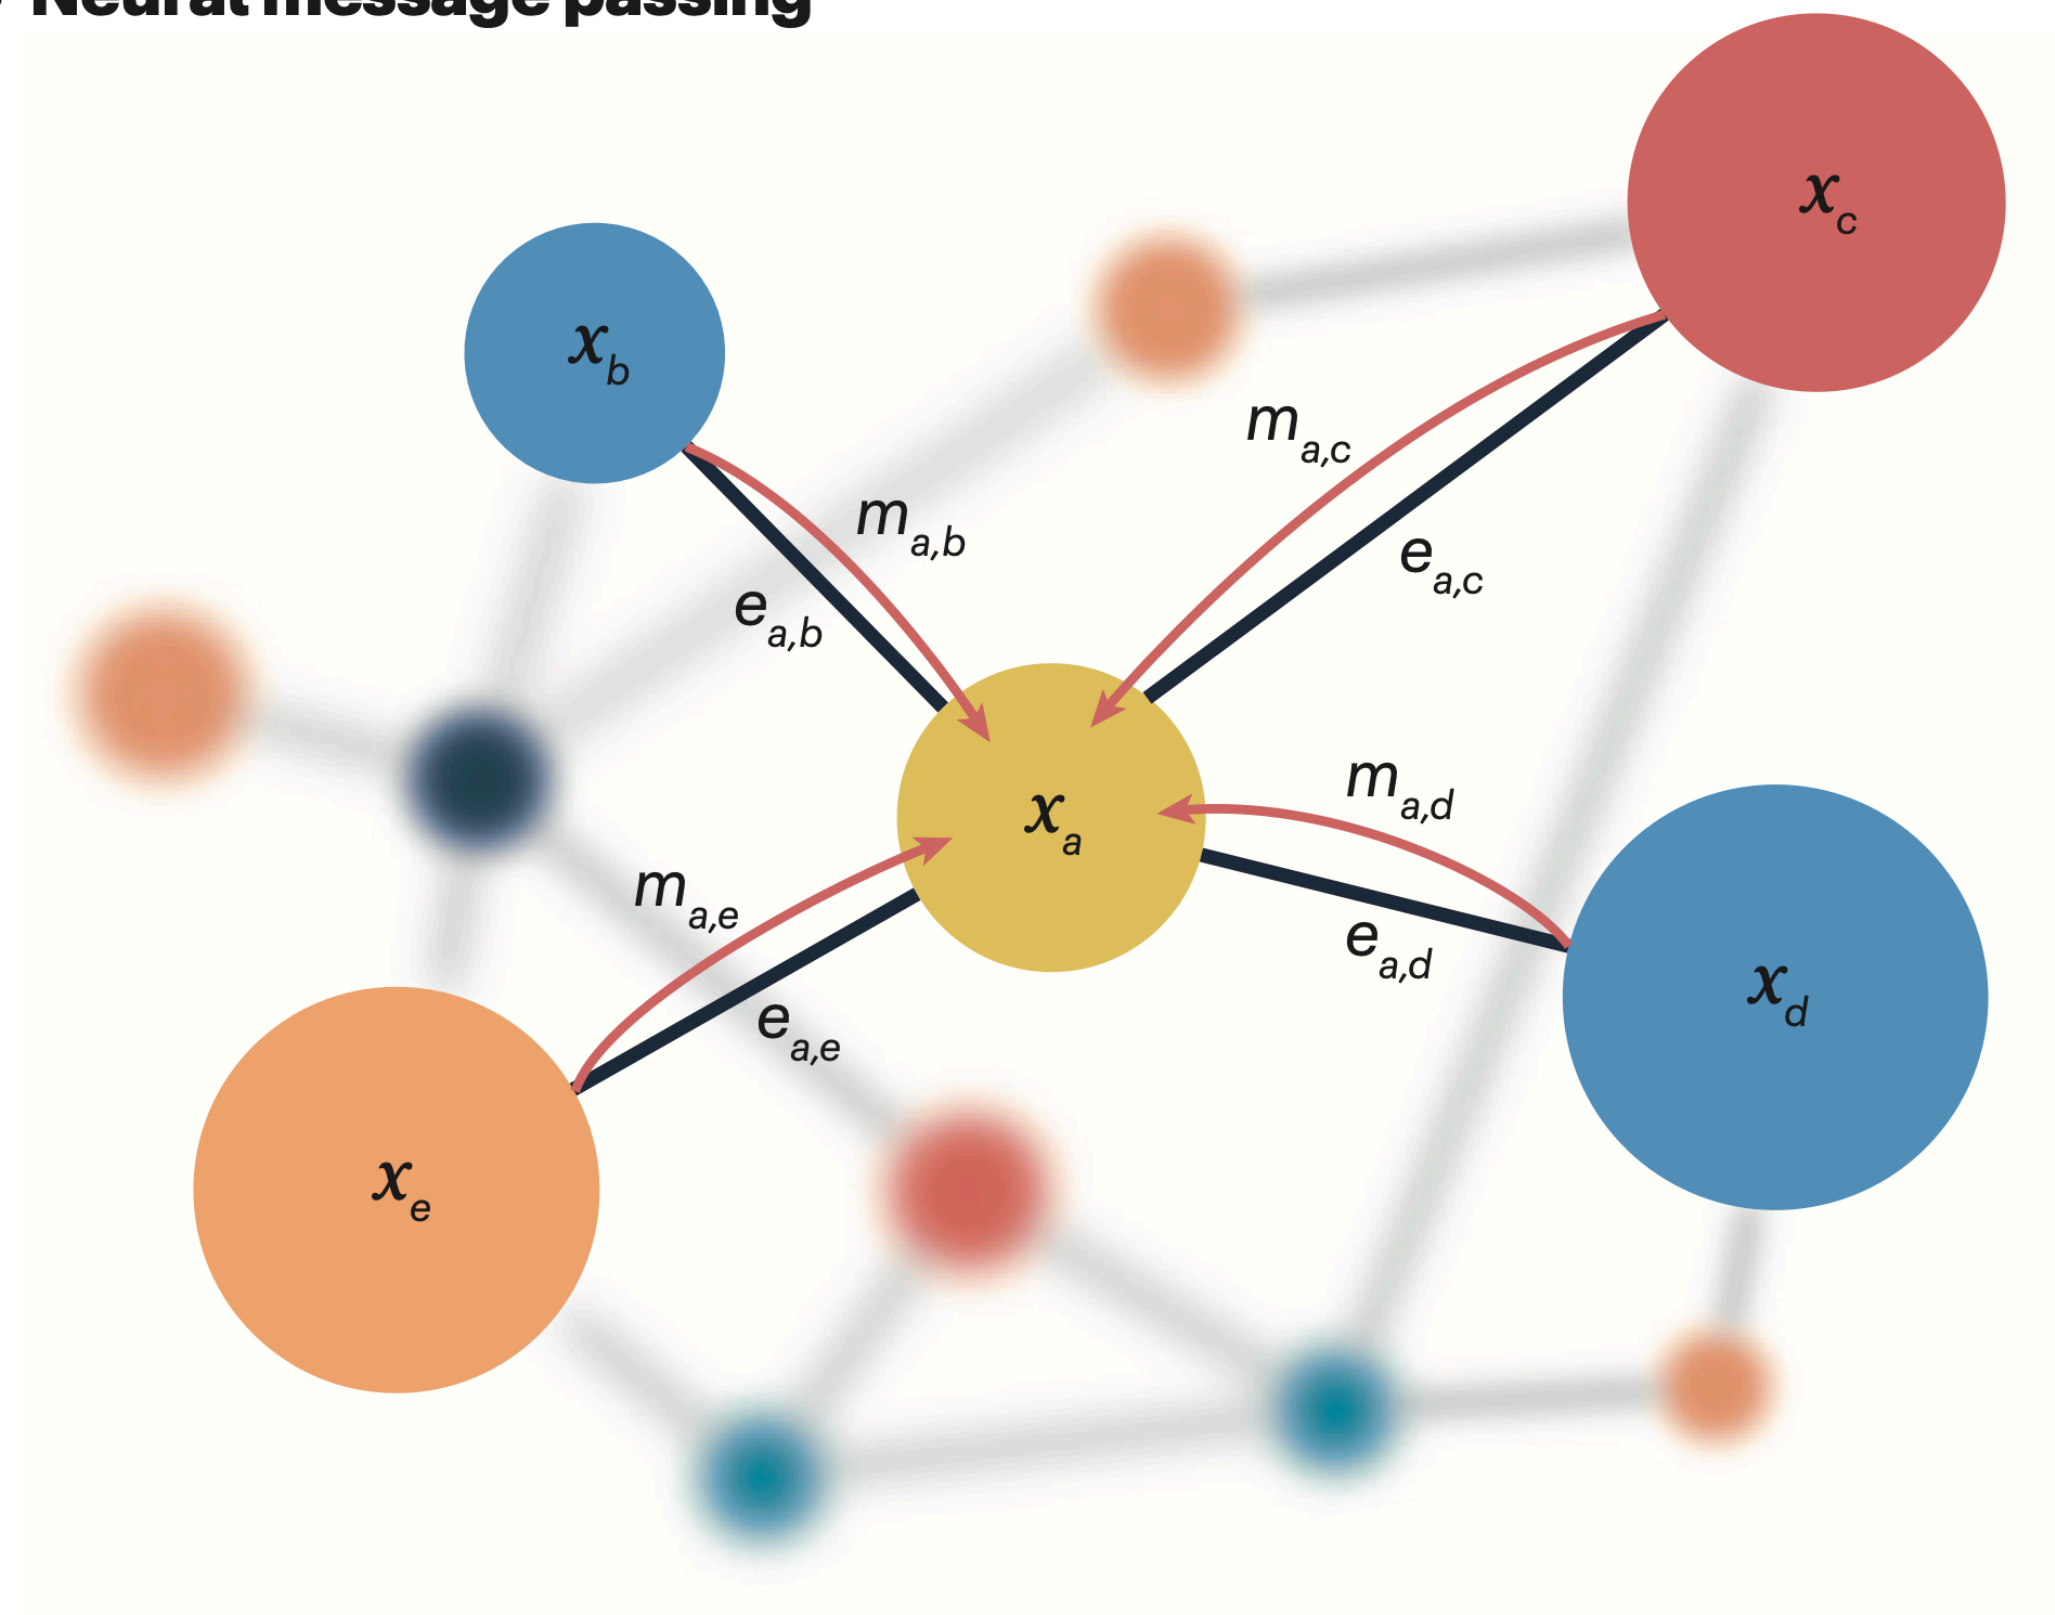 Neural message passing
x_c
x_b
m_a,c
m_a,b
e_a,c
e_a,b
m_a,d
x_a
m_a,e
e_a,d
x_d
e_a,e
x_e